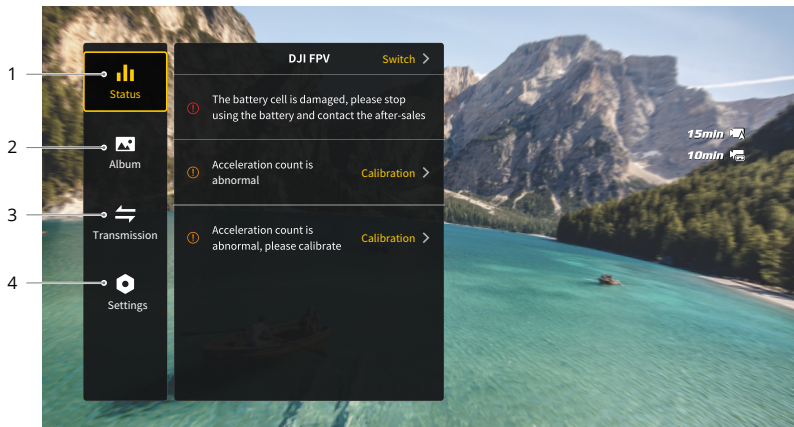 1
Status
2
Album
3
Transmission
4
Settings
DJI FPV
Switch
The battery cell is damaged, please stop
using the battery and contact the after-sales
Acceleration count is
abnormal
Calibration
Acceleration count is
abnormal, please calibrate
Calibration
15min
10min